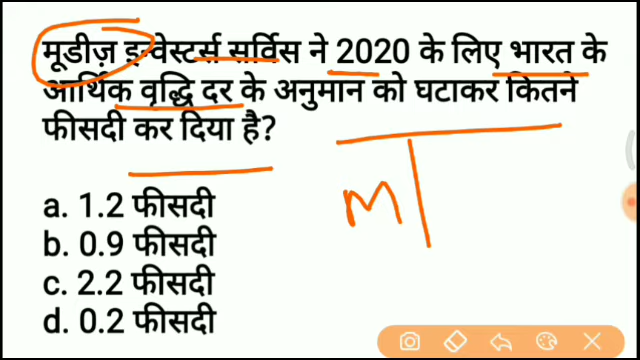 मूडीज़ इन्वेस्टर्स सर्विस ने 2020 के लिए भारत के
आर्थिक वृद्धि दर के अनुमान को घटाकर कितने
फीसदी कर दिया है?
m
a. 1.2 फीसदी
b. 0.9 फीसदी
c. 2.2 फीसदी
d. 0.2 फीसदी